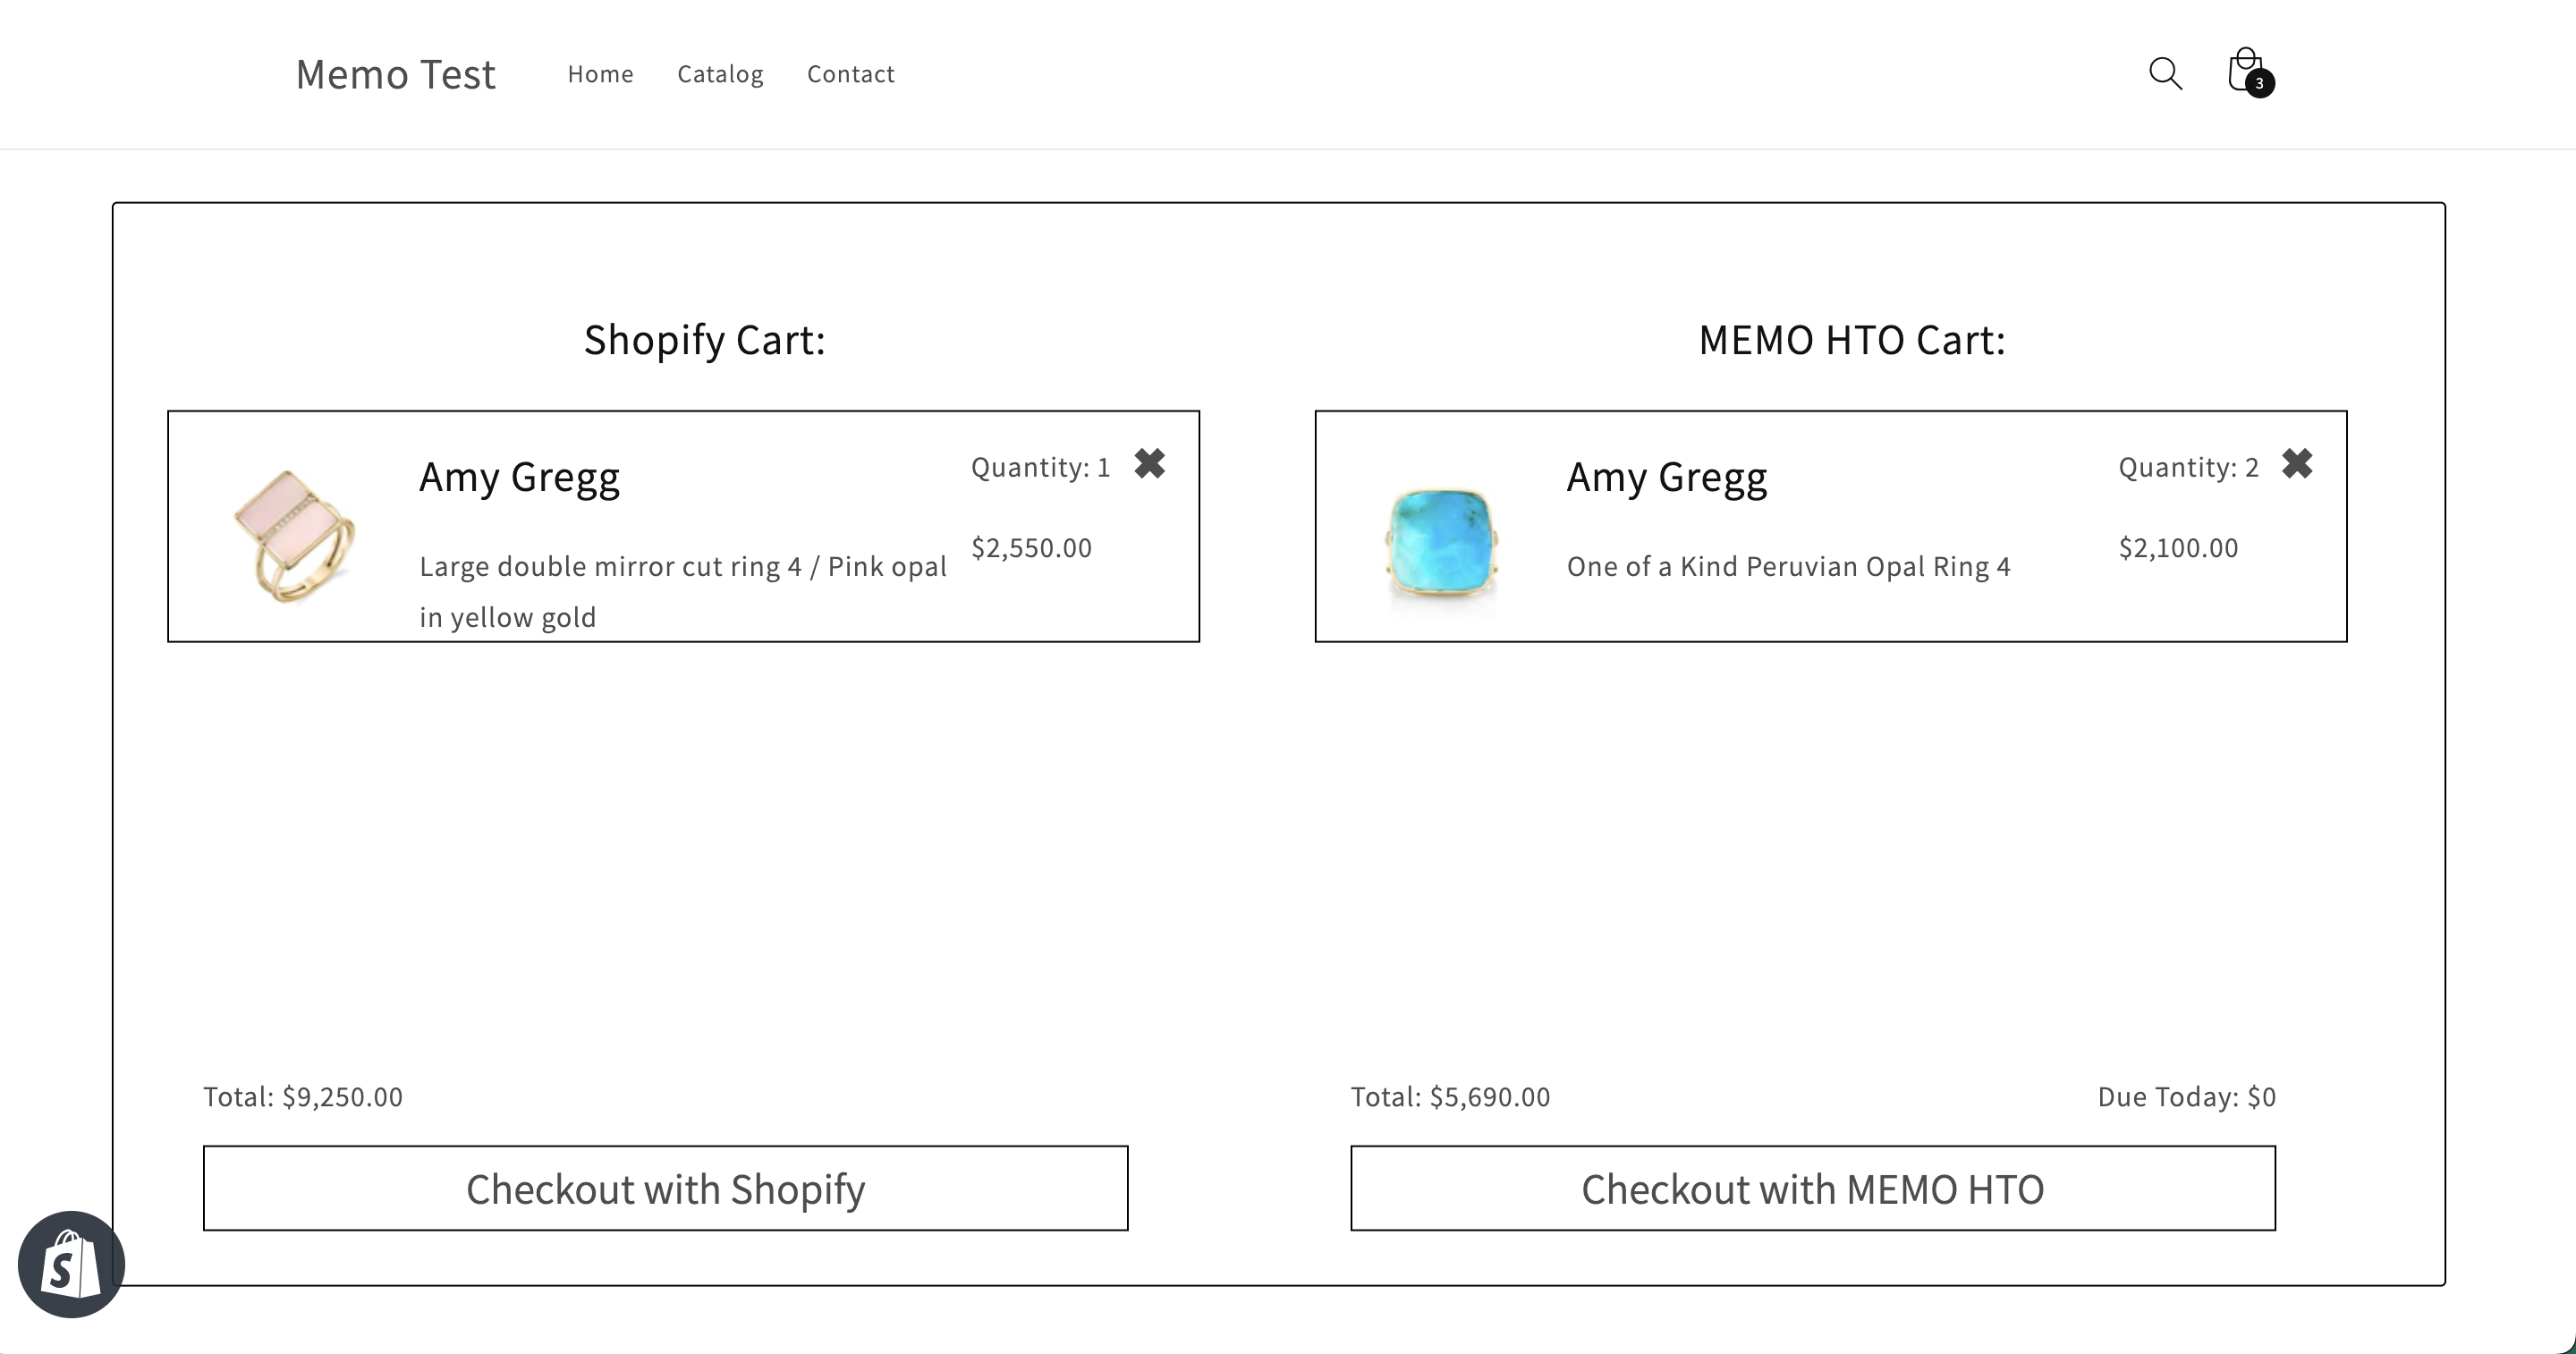 Memo Test
Home
Catalog
Contact
3
Shopify Cart:
Amy Gregg
Quantity: 1 ✖
Large double mirror cut ring 4 / Pink opal
in yellow gold
$2,550.00
Total: $9,250.00
Checkout with Shopify
MEMO HTO Cart:
Amy Gregg
Quantity: 2 ✖
One of a Kind Peruvian Opal Ring 4
$2,100.00
Total: $5,690.00
Due Today: $0
Checkout with MEMO HTO
S